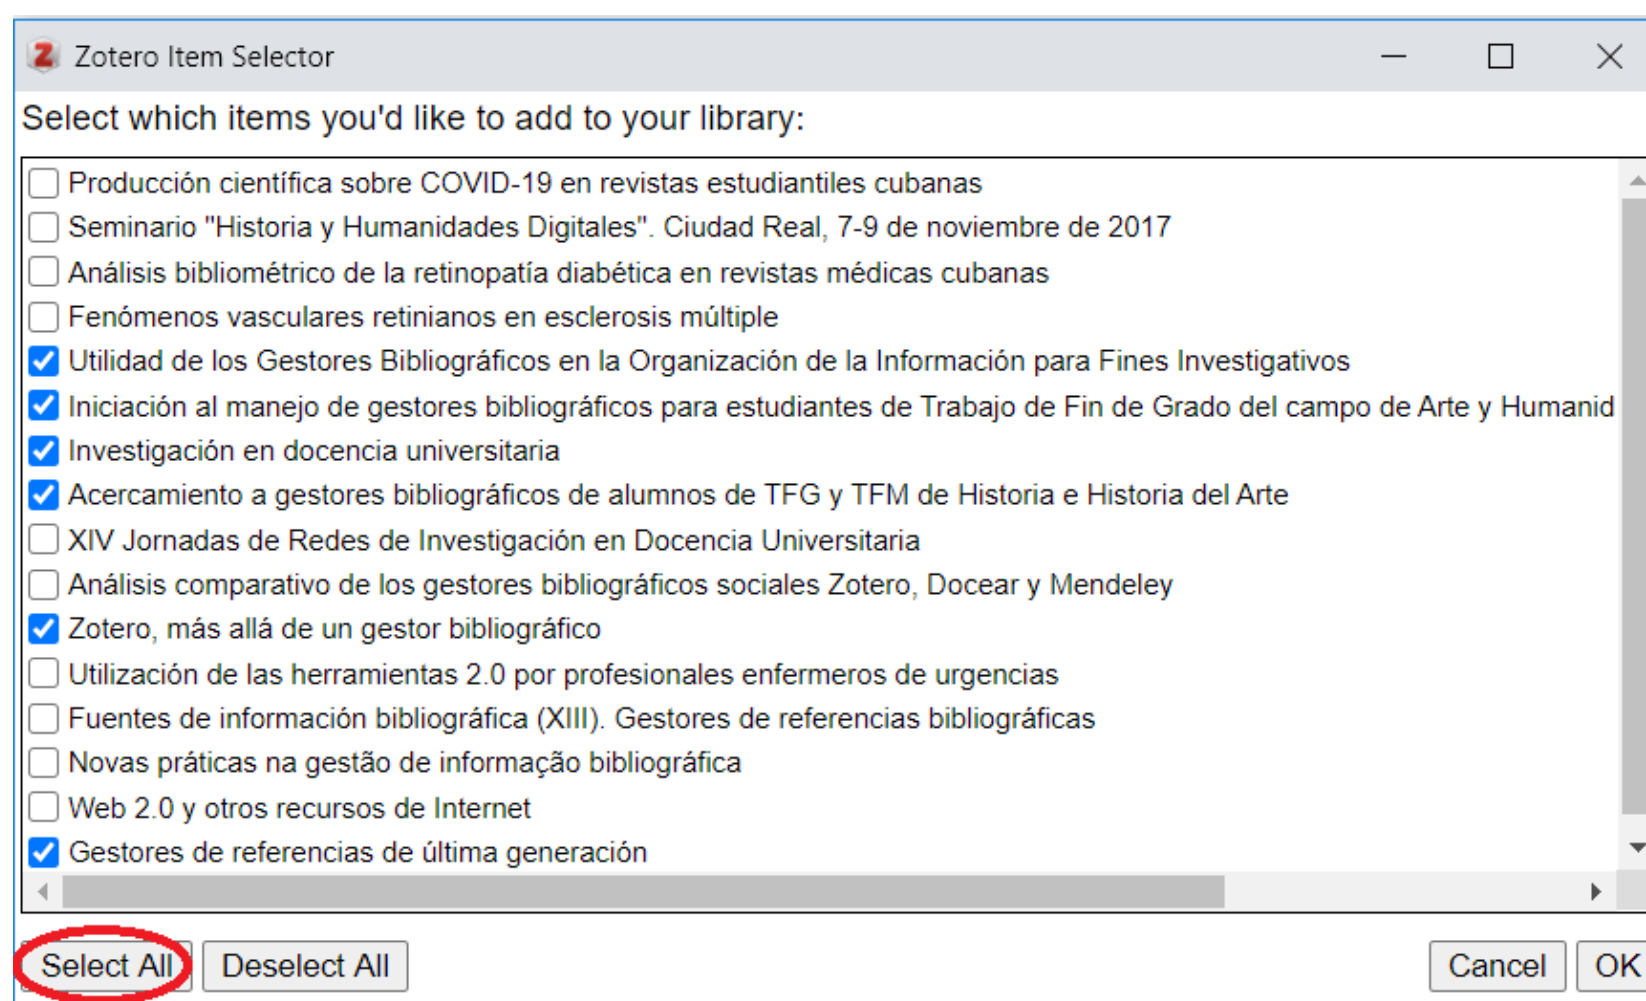 Zotero Item Selector
Select which items you'd like to add to your library:
Producción científica sobre COVID-19 en revistas estudiantiles cubanas
Seminario "Historia y Humanidades Digitales". Ciudad Real, 7-9 de noviembre de 2017
Análisis bibliométrico de la retinopatía diabética en revistas médicas cubanas
Fenómenos vasculares retinianos en esclerosis múltiple
Utilidad de los Gestores Bibliográficos en la Organización de la Información para Fines Investigativos
Iniciación al manejo de gestores bibliográficos para estudiantes de Trabajo de Fin de Grado del campo de Arte y Humanid
Investigación en docencia universitaria
Acercamiento a gestores bibliográficos de alumnos de TFG y TFM de Historia e Historia del Arte
XIV Jornadas de Redes de Investigación en Docencia Universitaria
Análisis comparativo de los gestores bibliográficos sociales Zotero, Docear y Mendeley
Zotero, más allá de un gestor bibliográfico
Utilización de las herramientas 2.0 por profesionales enfermeros de urgencias
Fuentes de información bibliográfica (XIII). Gestores de referencias bibliográficas
Novas práticas na gestão de informação bibliográfica
Web 2.0 y otros recursos de Internet
Gestores de referencias de última generación
Select All Deselect All Cancel OK